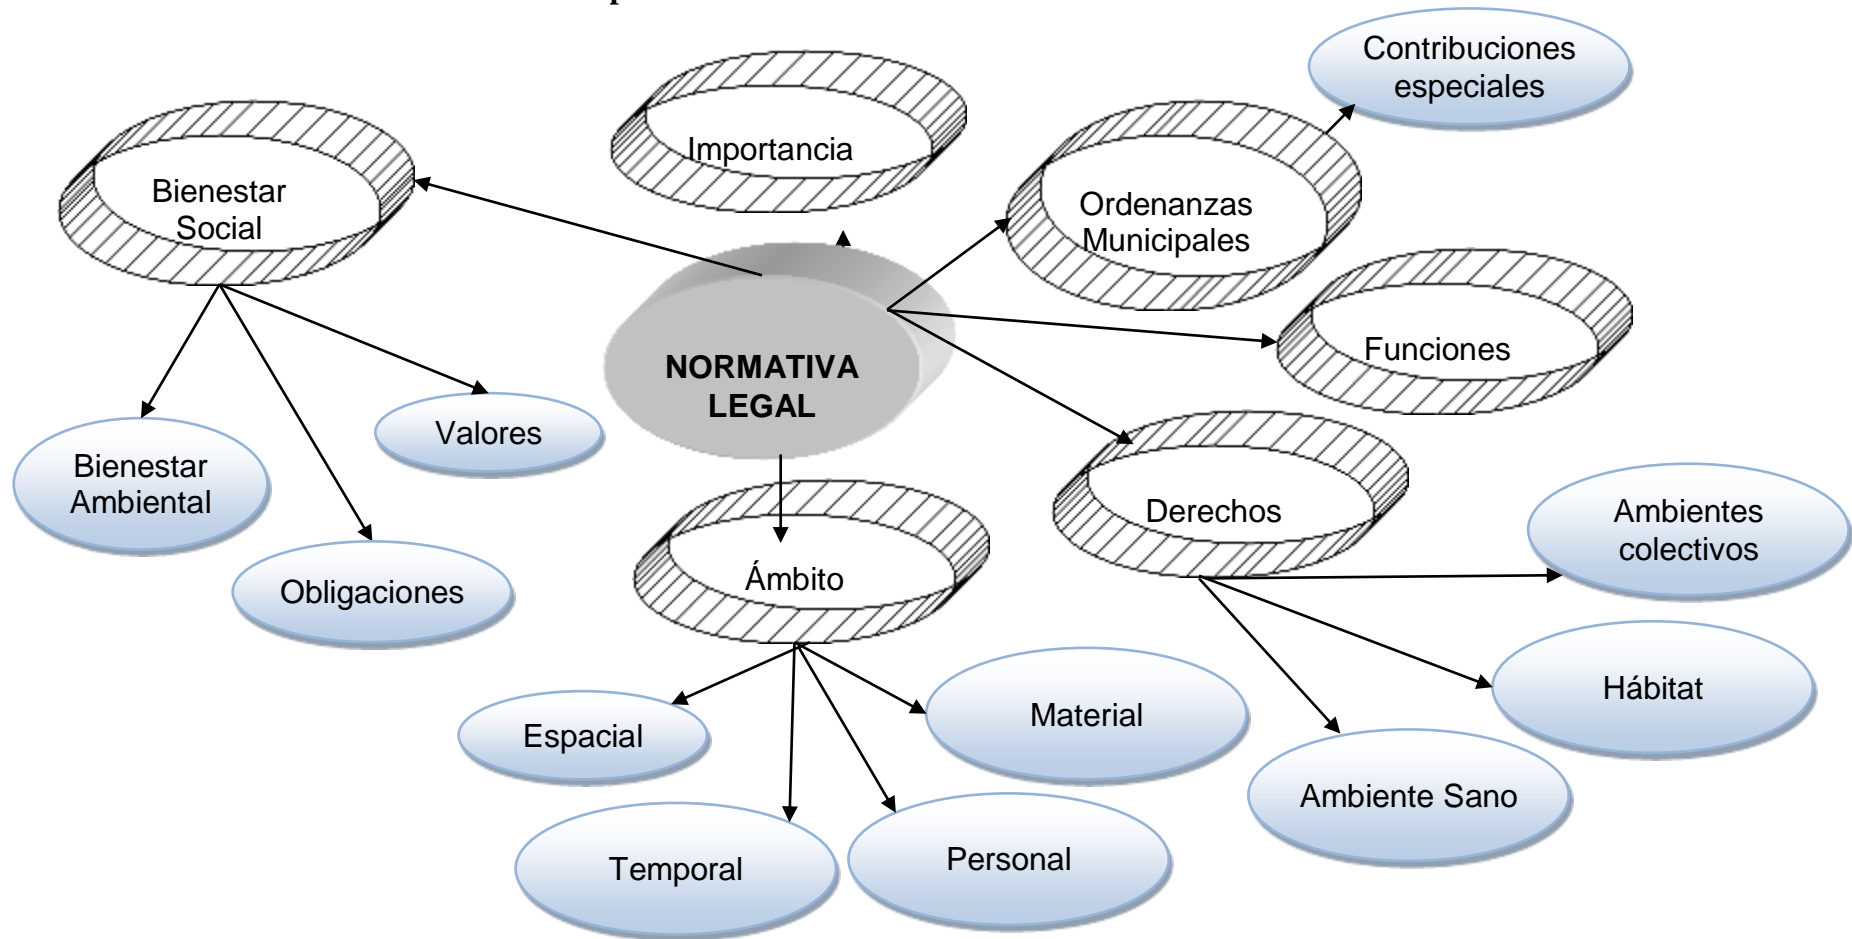 Contribuciones
especiales
Importancia
Bienestar
Social
Ordenanzas
Municipales
Funciones
NORMATIVA
LEGAL
Valores
Bienestar
Ambiental
Derechos
Ambientes
colectivos
Ámbito
Obligaciones
Hábitat
Material
Espacial
Ambiente Sano
Personal
Temporal